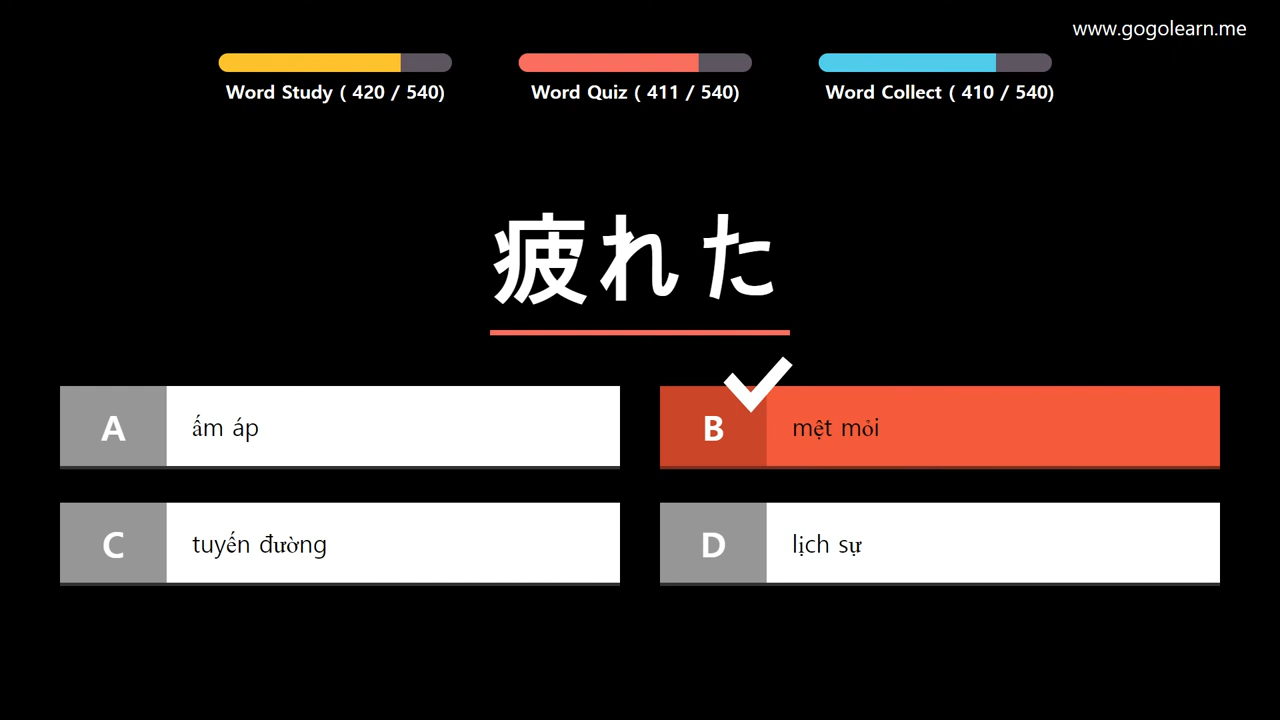 www.gogolearn.me
Word Study ( 420 / 540)
Word Quiz ( 411 / 540)
Word Collect ( 410 / 540)
疲れた
A ấm áp
B mệt mỏi
C tuyến đường
D lịch sự